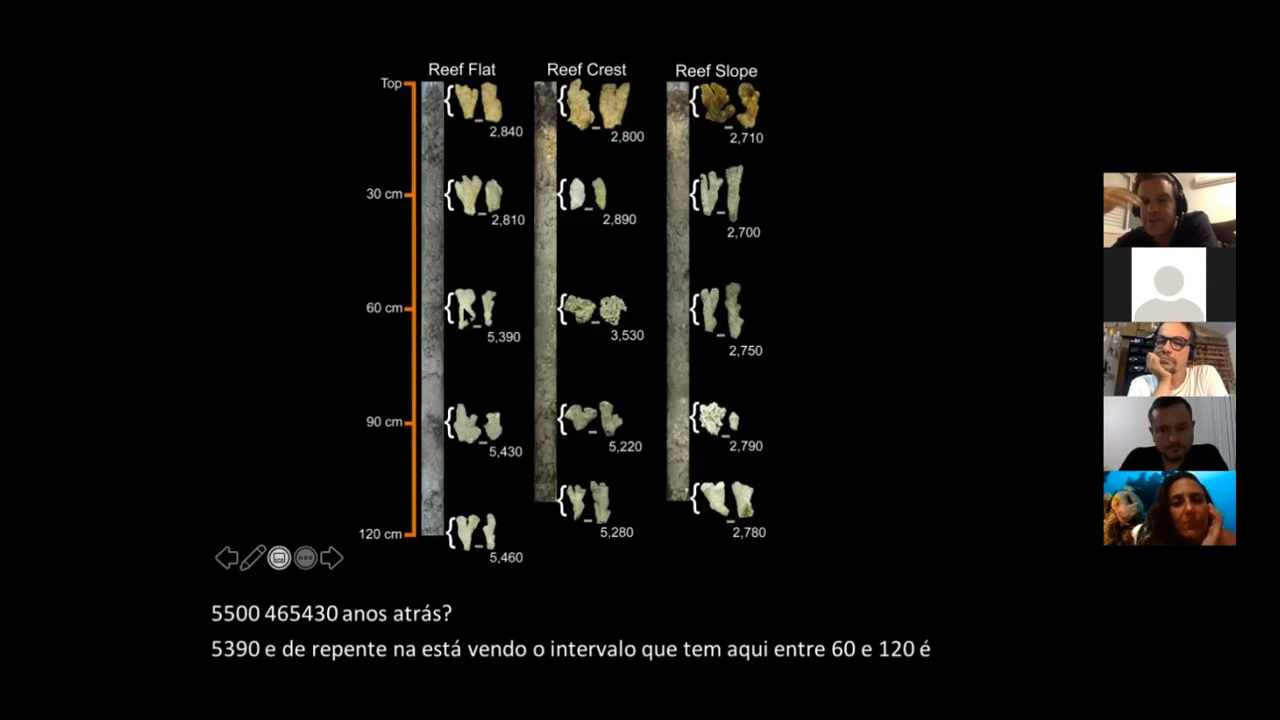 Reef Flat Reef Crest Reef Slope
Top
2,840 2,800 2,710
30 cm
2,810 2,890 2,700
60 cm
5,390 3,530 2,750
90 cm
5,430 5,220 2,790
120 cm
5,460 5,280 2,780
5500 465430 anos atrás?
5390 e de repente na está vendo o intervalo que tem aqui entre 60 e 120 é